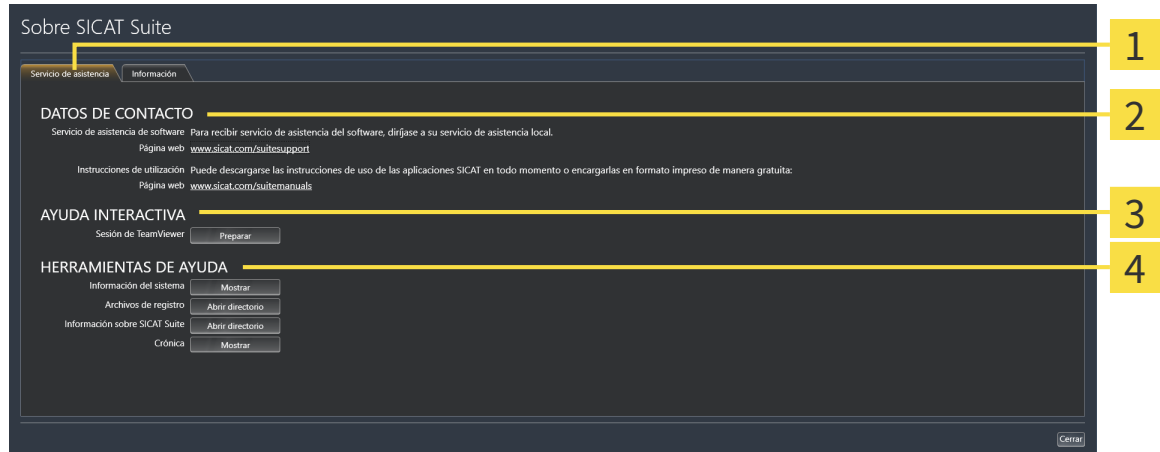 Sobre SICAT Suite
1
Servicio de asistencia Información
DATOS DE CONTACTO
2
Servicio de asistencia de software Para recibir servicio de asistencia del software, diríjase a su servicio de asistencia local.
Página web www.sicat.com/suitesupport
Instrucciones de utilización Puede descargarse las instrucciones de uso de las aplicaciones SICAT en todo momento o encargarlas en formato impreso de manera gratuita:
Página web www.sicat.com/suitemanuals
AYUDA INTERACTIVA
3
Sesión de TeamViewer Preparar
HERRAMIENTAS DE AYUDA
4
Información del sistema Mostrar
Archivos de registro Abrir directorio
Información sobre SICAT Suite Abrir directorio
Crónica Mostrar
Cerrar